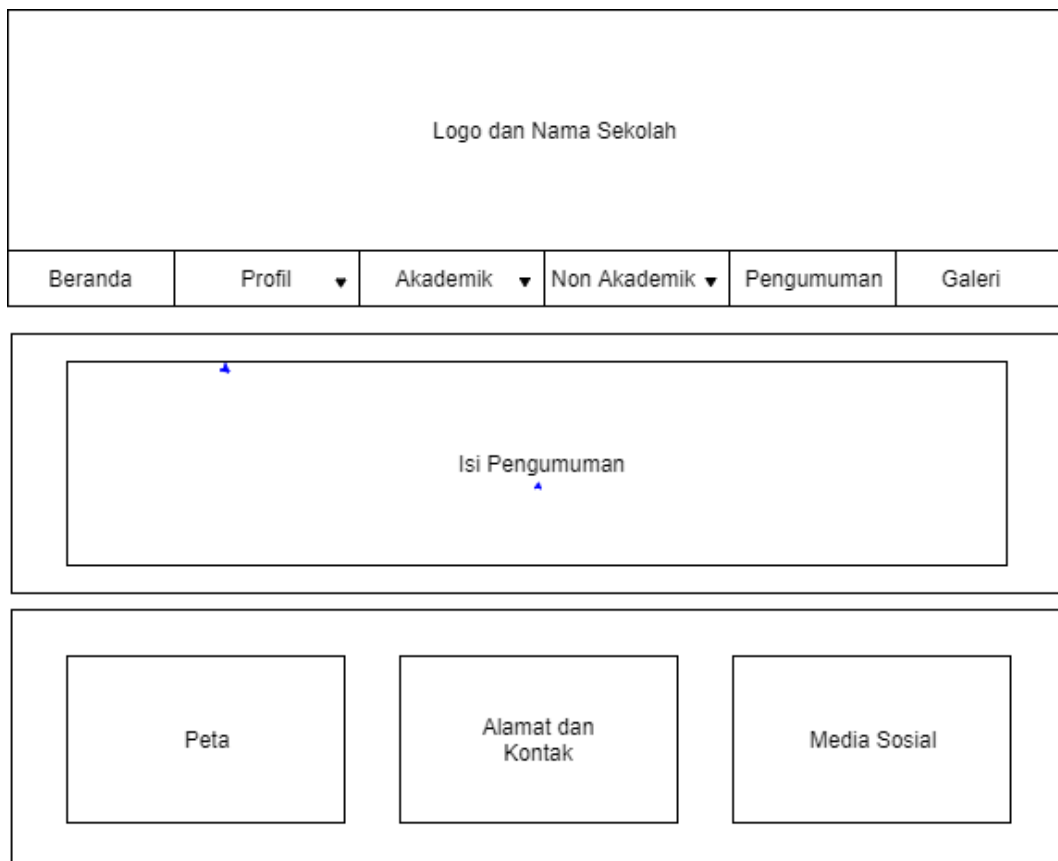 Logo dan Nama Sekolah
Beranda Profil Akademik Non Akademik Pengumuman Galeri
Isi Pengumuman
Peta
Alamat dan
Kontak
Media Sosial